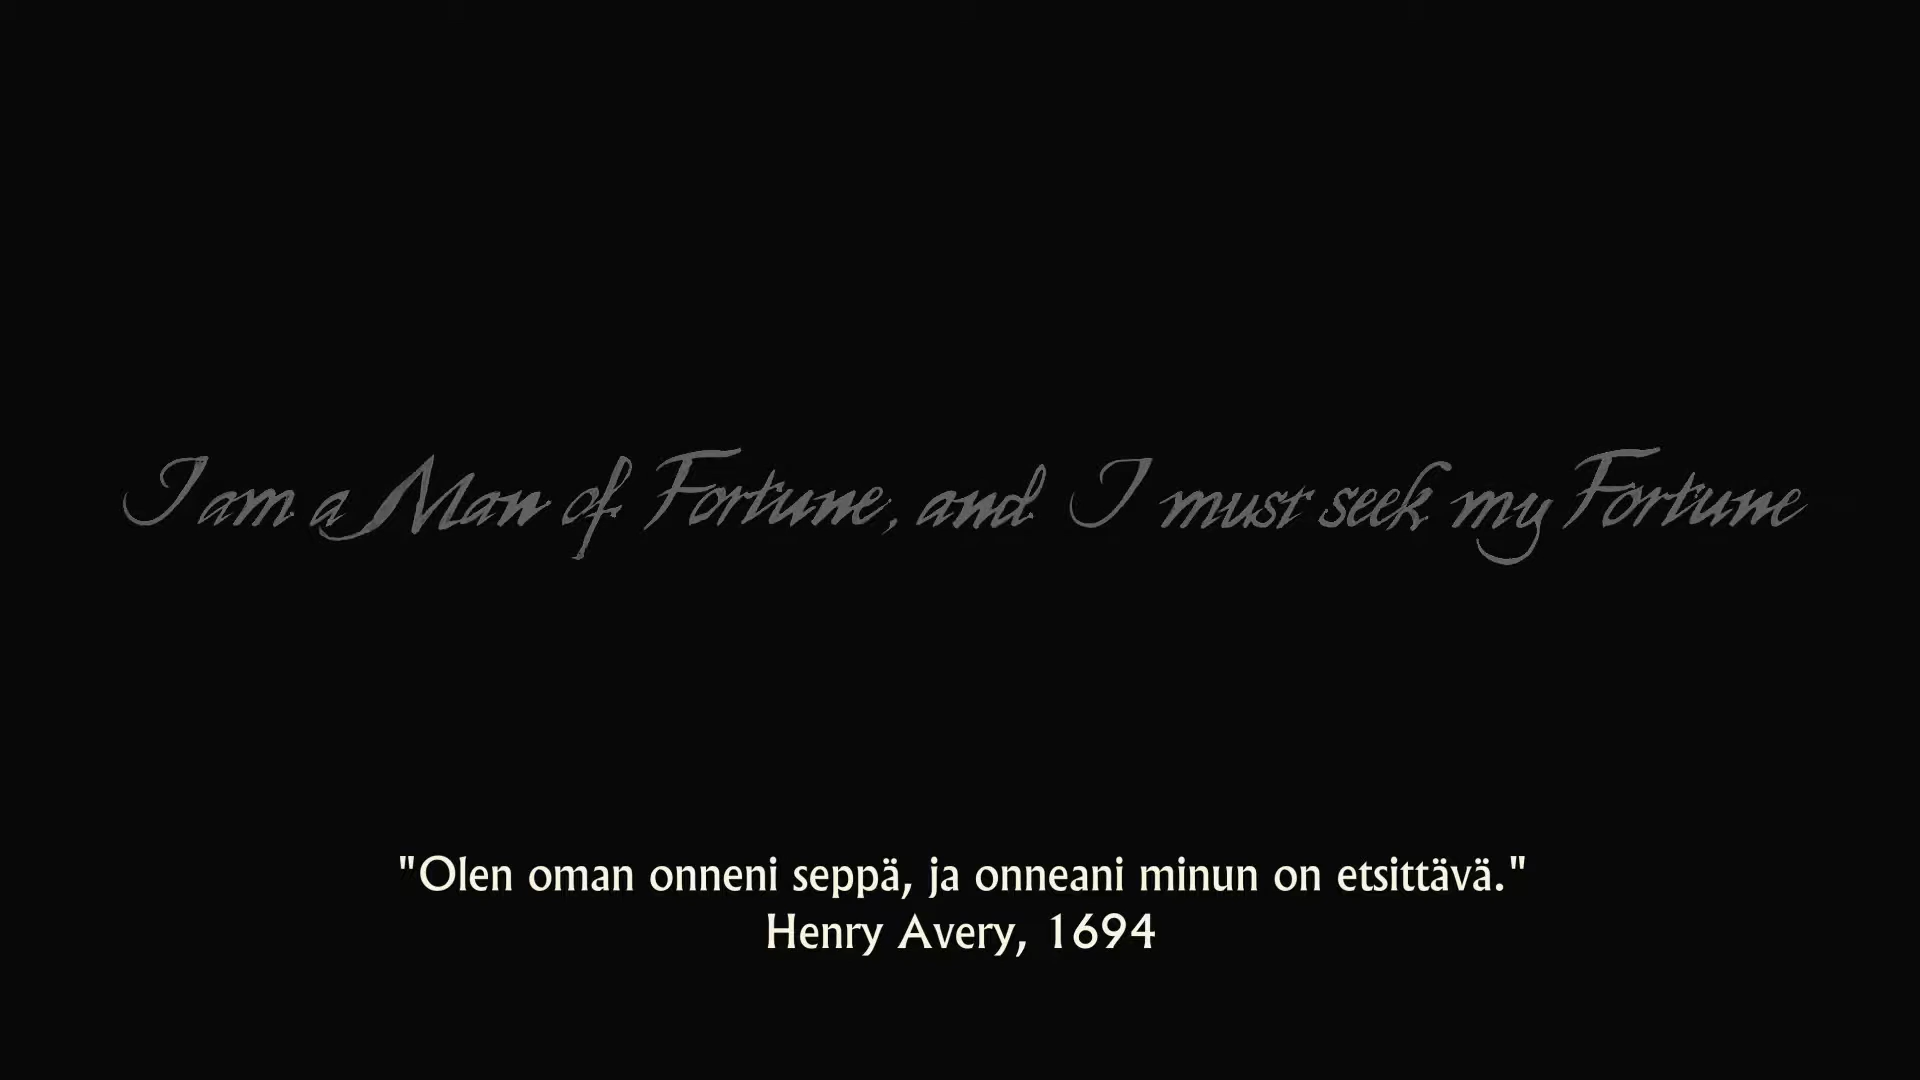 I am a Man of Fortune, and I must seek my Fortune
"Olen oman onneni seppä, ja onneani minun on etsittävä."
Henry Avery, 1694